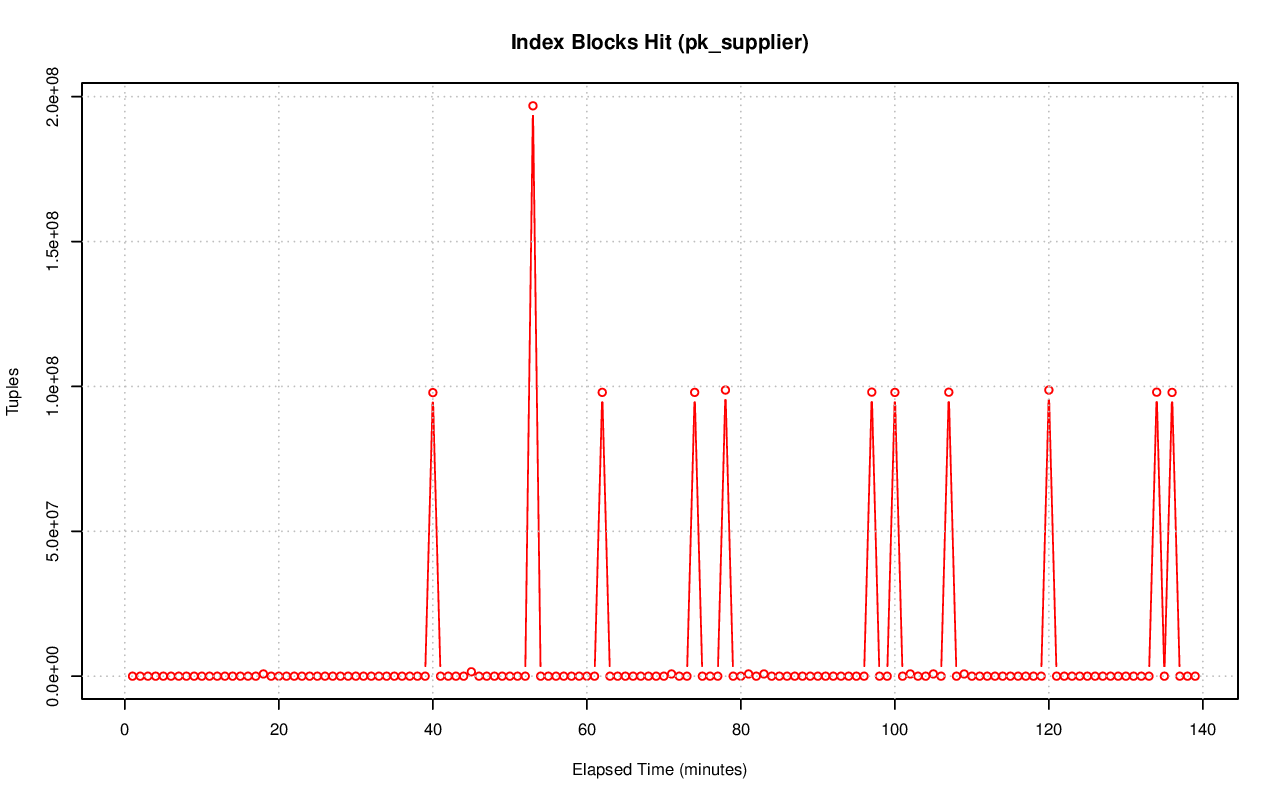 Index Blocks Hit (pk_supplier)
Tuples
2.0e+08
1.5e+08
1.0e+08
5.0e+07
0.0e+00
0 20 40 60 80 100 120 140
Elapsed Time (minutes)